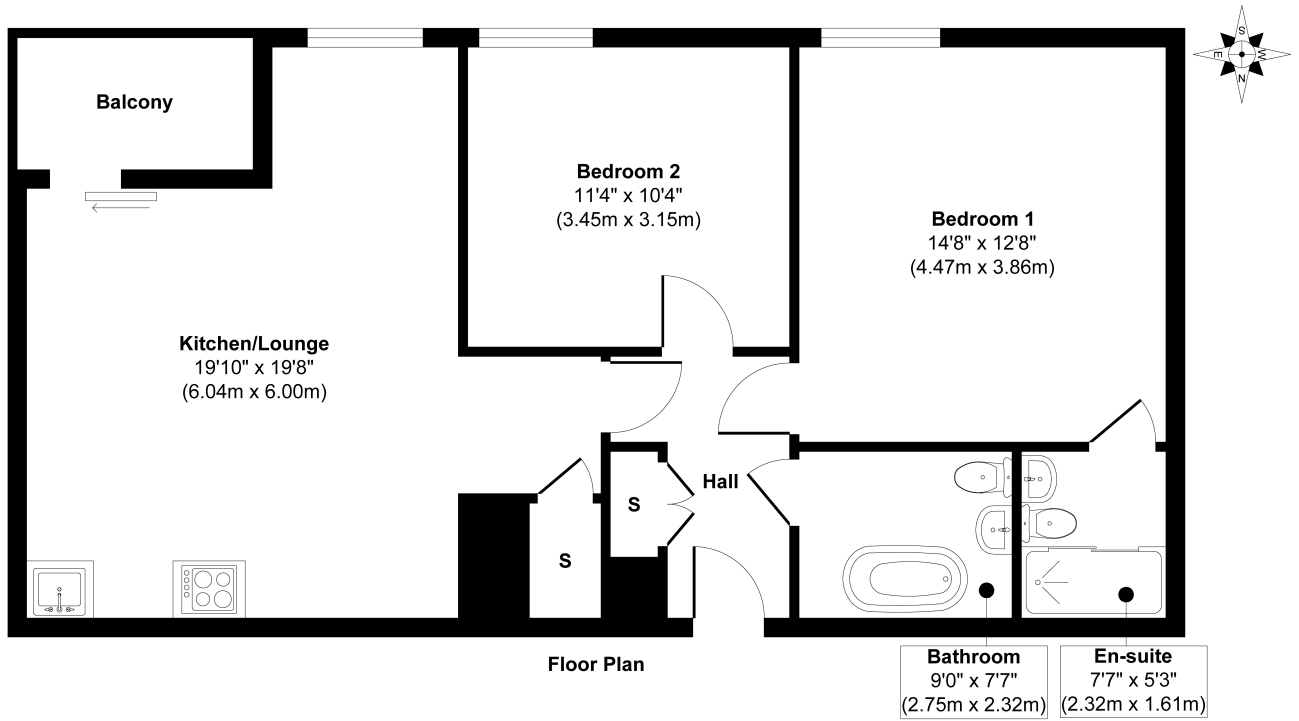 S
E
W
N
Balcony
Bedroom 2
11'4" x 10'4"
(3.45m x 3.15m)
Bedroom 1
14'8" x 12'8"
(4.47m x 3.86m)
Kitchen/Lounge
19'10" x 19'8"
(6.04m x 6.00m)
Hall
S
S
Floor Plan
Bathroom
9'0" x 7'7"
(2.75m x 2.32m)
En-suite
7'7" x 5'3"
(2.32m x 1.61m)